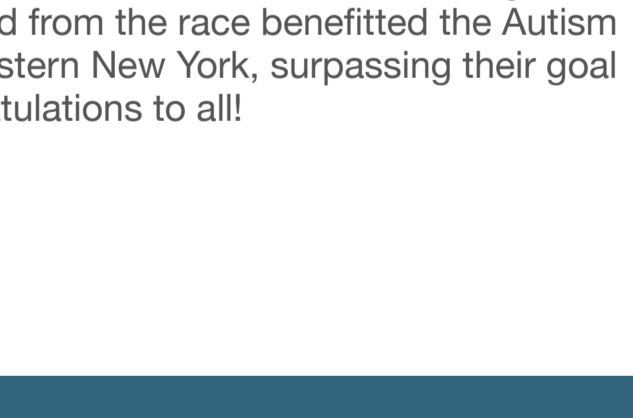 d from the race benefitted the Autism
stern New York, surpassing their goal
tulations to all!